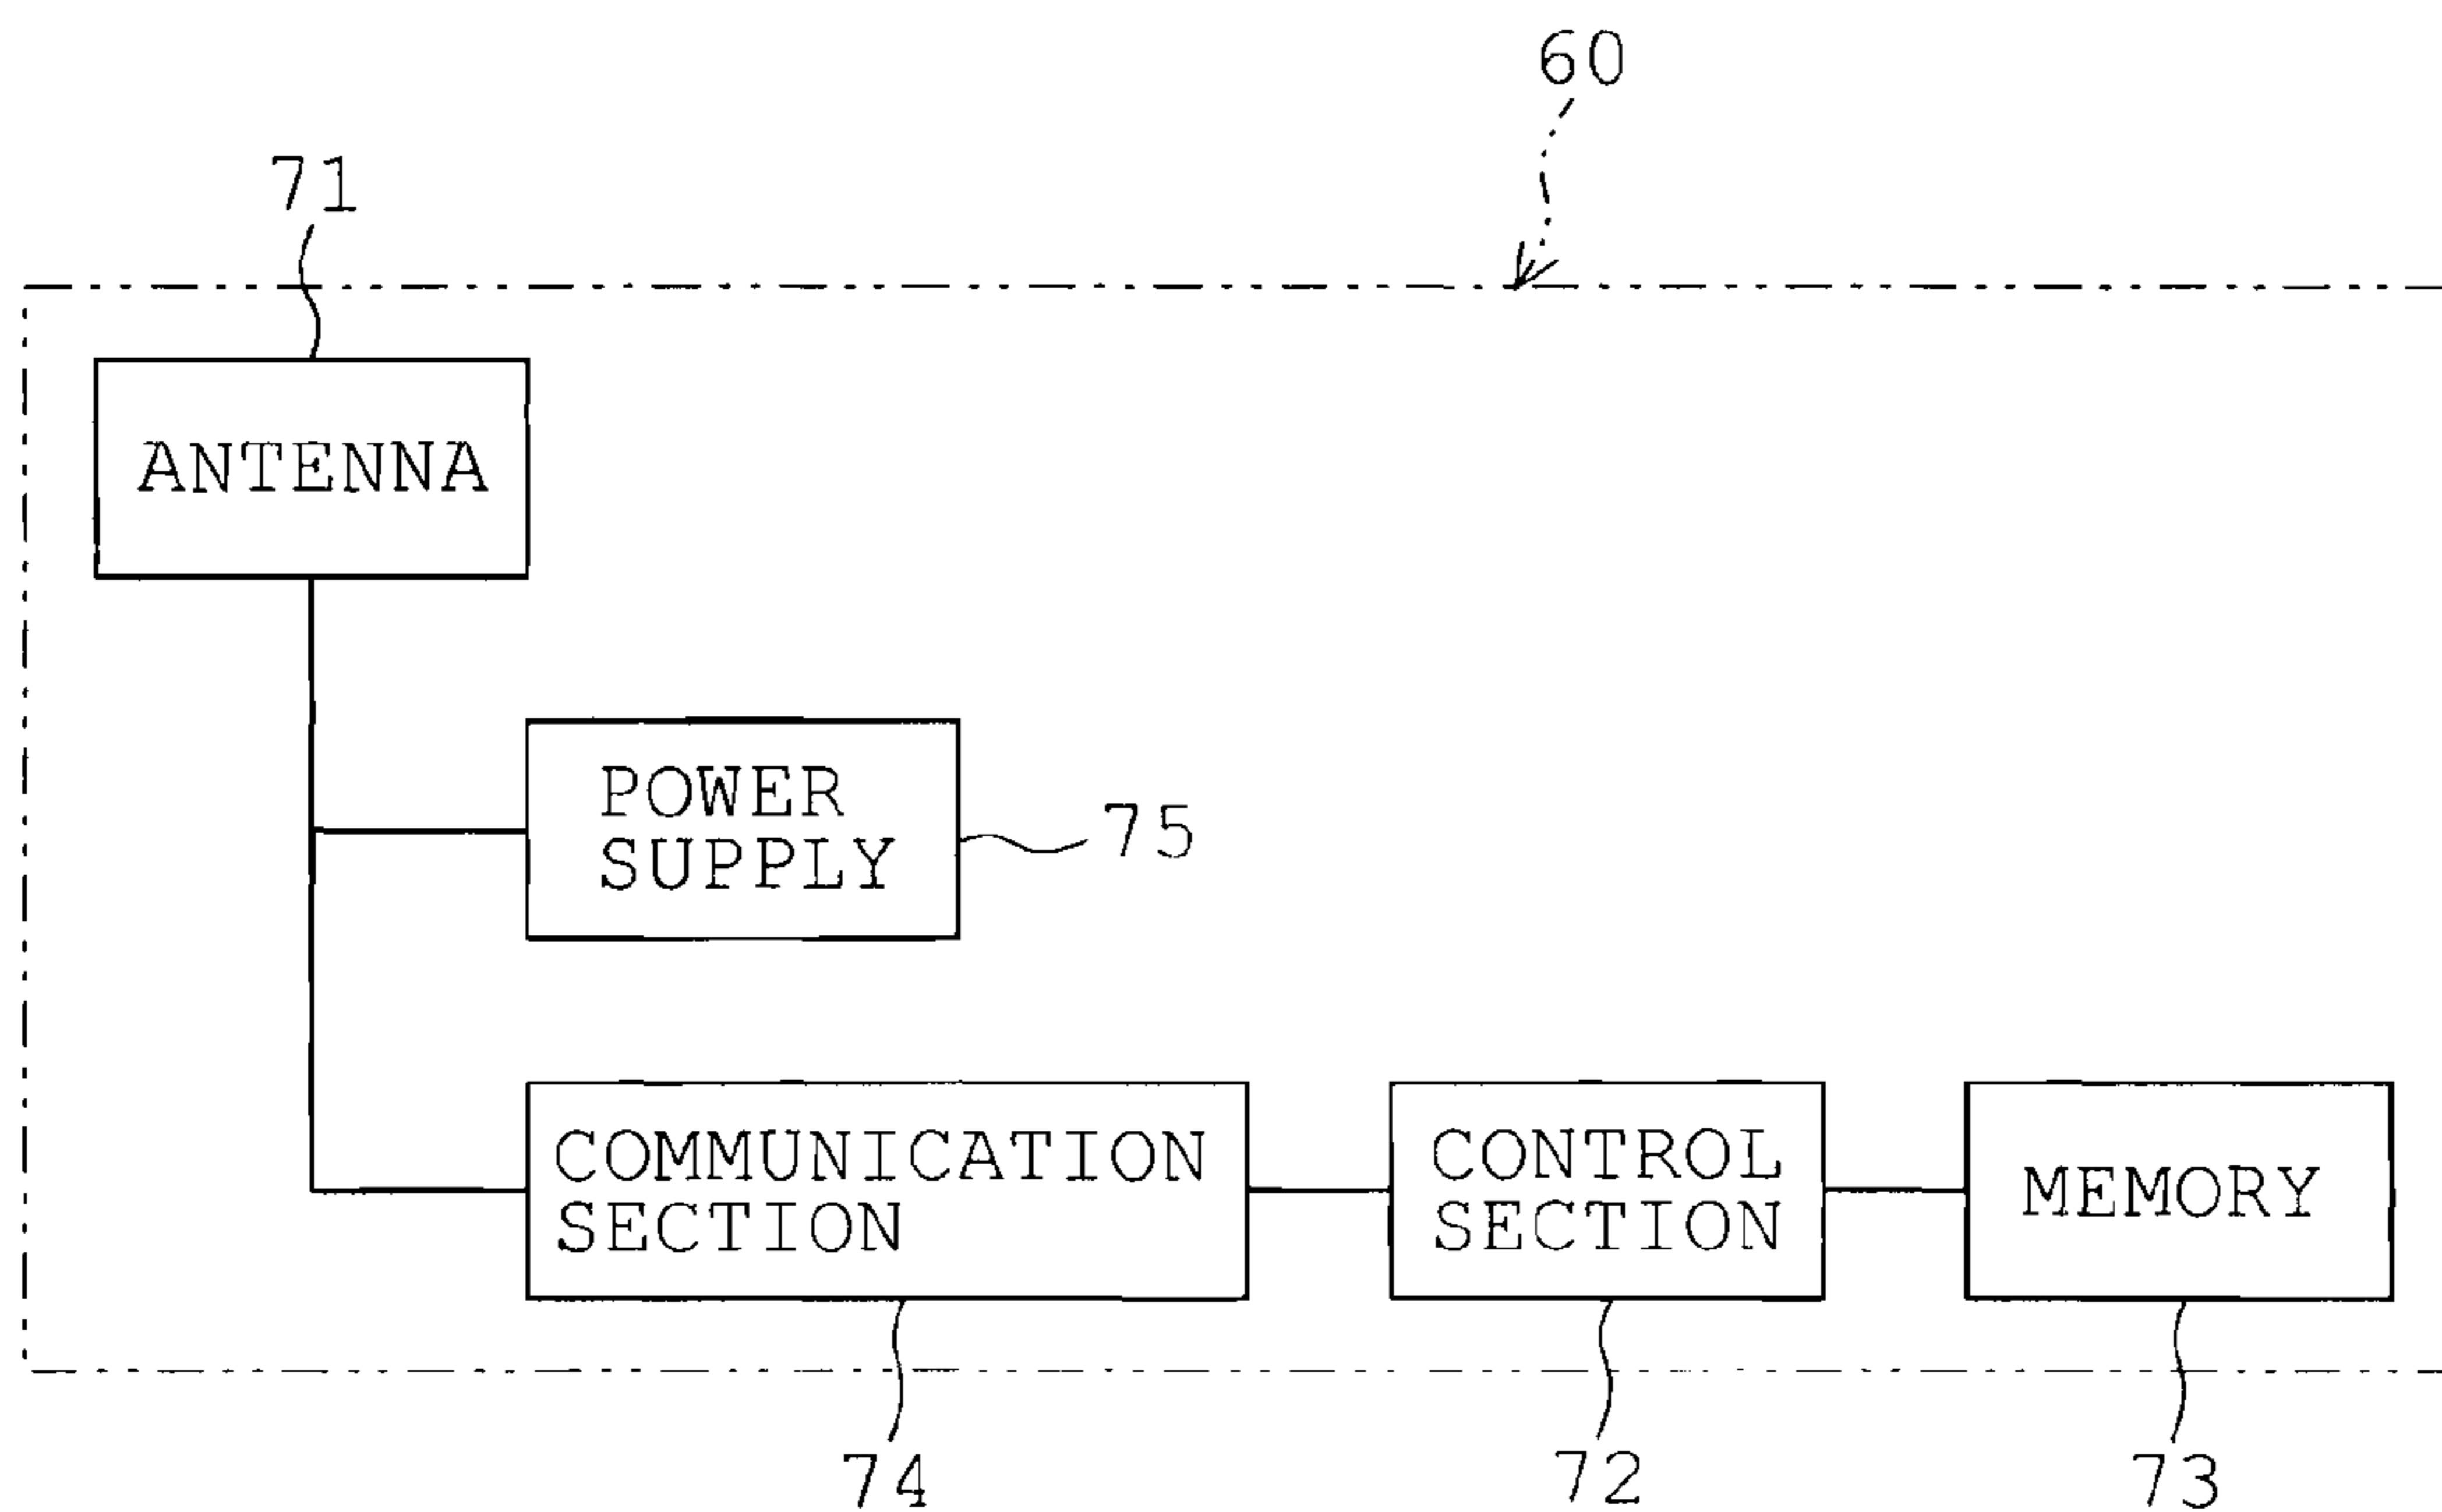 60
71
ANTENNA
POWER
SUPPLY
75
COMMUNICATION
SECTION
CONTROL
SECTION
MEMORY
74
72
73